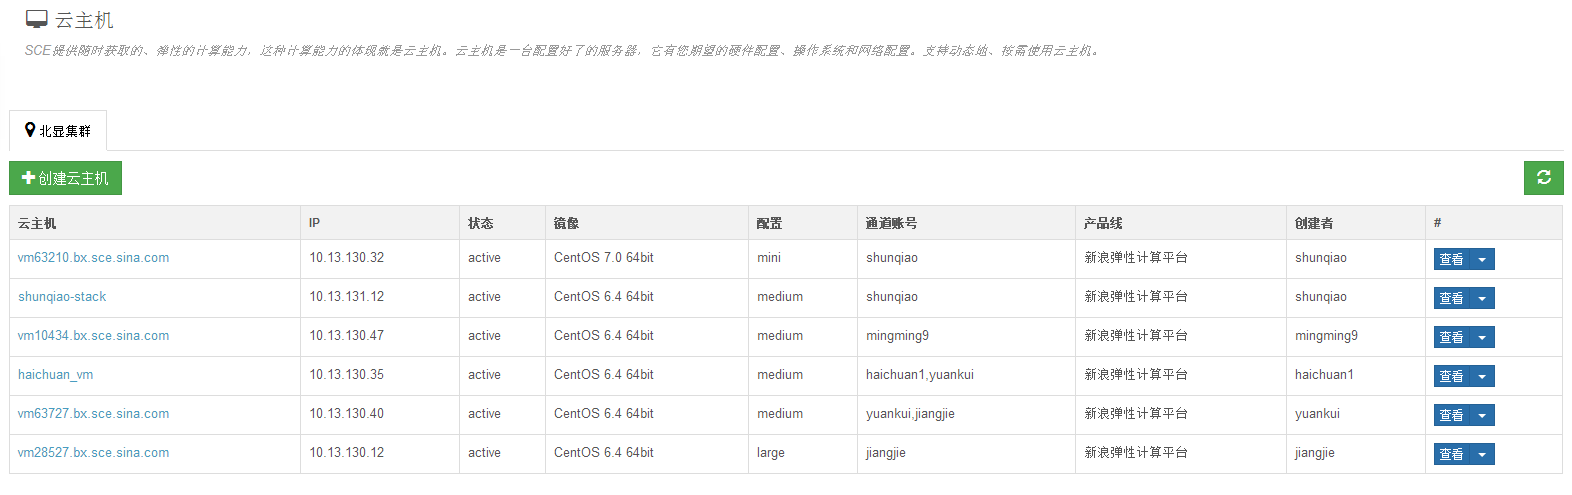 云主机
SCE提供随时获取的、弹性的计算能力，这种计算能力的体现就是云主机。云主机是一台配置好了的服务器，它有您期望的硬件配置、操作系统和网络配置。支持动态地、按需使用云主机。
北显集群
创建云主机
云主机 IP 状态 镜像 配置 通道账号 产品线 创建者 #
vm63210.bx.sce.sina.com 10.13.130.32 active CentOS 7.0 64bit mini shunqiao 新浪弹性计算平台 shunqiao 查看
shunqiao-stack 10.13.131.12 active CentOS 6.4 64bit medium shunqiao 新浪弹性计算平台 shunqiao 查看
vm10434.bx.sce.sina.com 10.13.130.47 active CentOS 6.4 64bit medium mingming9 新浪弹性计算平台 mingming9 查看
haichuan_vm 10.13.130.35 active CentOS 6.4 64bit medium haichuan1,yuankui 新浪弹性计算平台 haichuan1 查看
vm63727.bx.sce.sina.com 10.13.130.40 active CentOS 6.4 64bit medium yuankui,jiangjie 新浪弹性计算平台 yuankui 查看
vm28527.bx.sce.sina.com 10.13.130.12 active CentOS 6.4 64bit large jiangjie 新浪弹性计算平台 jiangjie 查看